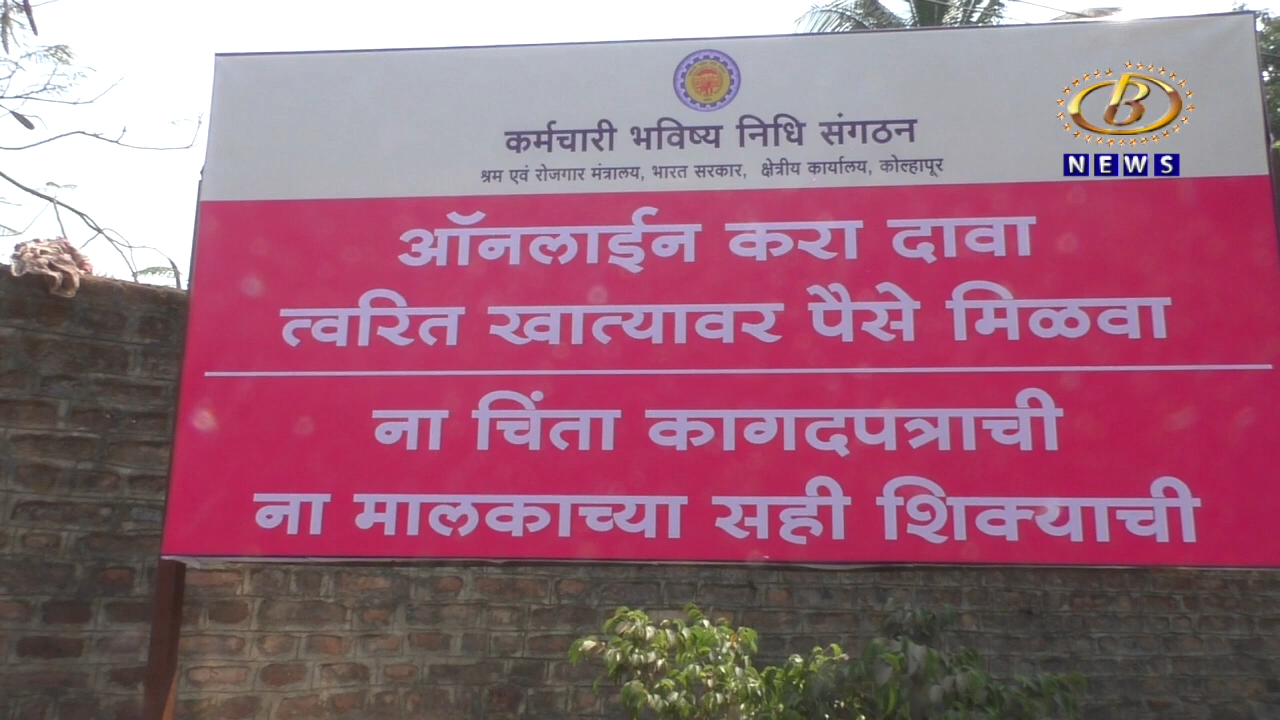 कर्मचारी भविष्य निधि संगठन
श्रम एवं रोजगार मंत्रालय, भारत सरकार, क्षेत्रीय कार्यालय, कोल्हापूर
B
NEWS
ऑनलाईन करा दावा
त्वरित खात्यावर पैसे मिळवा
ना चिंता कागदपत्राची
ना मालकाच्या सही शिक्याची